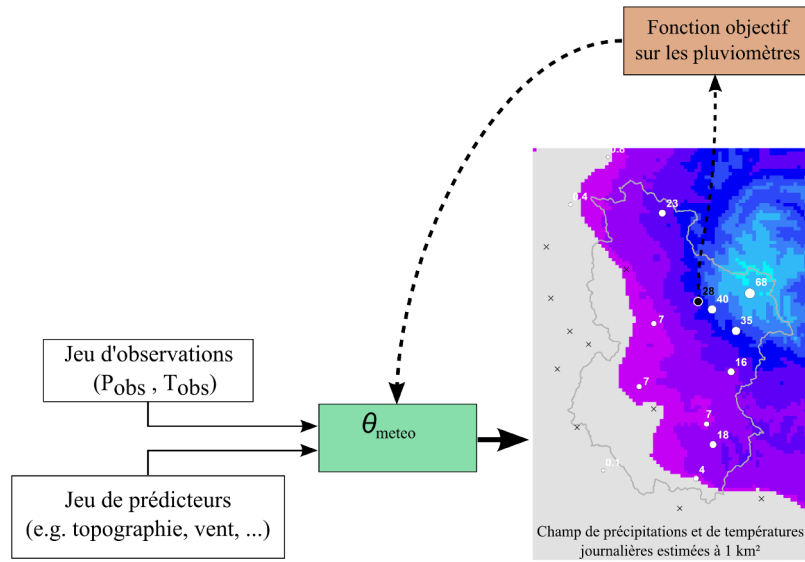 Fonction objectif
sur les pluviomètres
0.6
0.4
23
68
28
40
35
7
16
7
7
18
0.1
4
Jeu d'observations
(Pobs , Tobs)
θmeteo
Jeu de prédicteurs
(e.g. topographie, vent, ...)
Champ de précipitations et de températures
journalières estimées à 1 km²